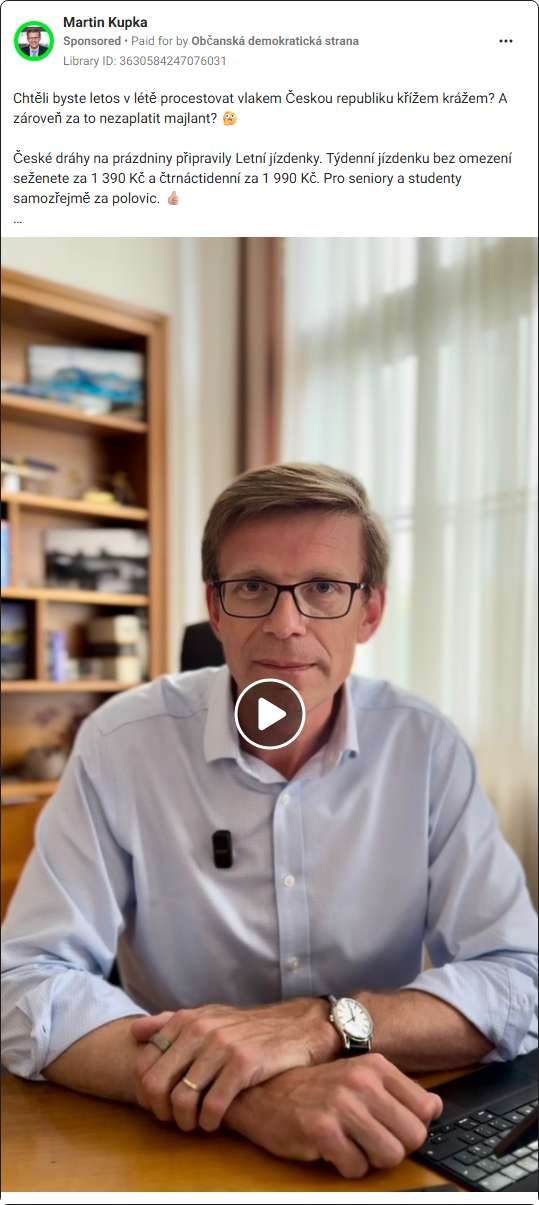 Martin Kupka
Sponsored • Paid for by Občanská demokratická strana
Library ID: 3630584247076031
Chtěli byste letos v létě procestovat vlakem Českou republiku křížem krážem? A
zároveň za to nezaplatit majlant? 🤔
České dráhy na prázdniny připravily Letní jízdenky. Týdenní jízdenku bez omezení
seženete za 1 390 Kč a čtrnáctidenní za 1 990 Kč. Pro seniory a studenty
samozřejmě za polovic. 👍🏻
...